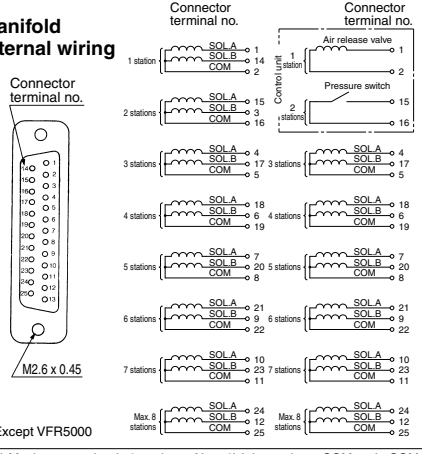 anifold
ternal wiring
Connector
terminal no.
14 1
15 2
16 3
17 4
18 5
19 6
20 7
21 8
22 9
23 10
24 11
25 12
13
M2.6 x 0.45
Except VFR5000
Connector
terminal no.
1 station SOL.A 1
SOL.B 14
COM 2
2 stations SOL.A 15
SOL.B 3
COM 16
3 stations SOL.A 4
SOL.B 17
COM 5
4 stations SOL.A 18
SOL.B 6
COM 19
5 stations SOL.A 7
SOL.B 20
COM 8
6 stations SOL.A 21
SOL.B 9
COM 22
7 stations SOL.A 10
SOL.B 23
COM 11
Max. 8 stations SOL.A 24
SOL.B 12
COM 25
Connector
terminal no.
Control unit
1 station Air release valve 1
2
2 stations Pressure switch 15
16
3 stations SOL.A 4
SOL.B 17
COM 5
4 stations SOL.A 18
SOL.B 6
COM 19
5 stations SOL.A 7
SOL.B 20
COM 8
6 stations SOL.A 21
SOL.B 9
COM 22
7 stations SOL.A 10
SOL.B 23
COM 11
Max. 8 stations SOL.A 24
SOL.B 12
COM 25